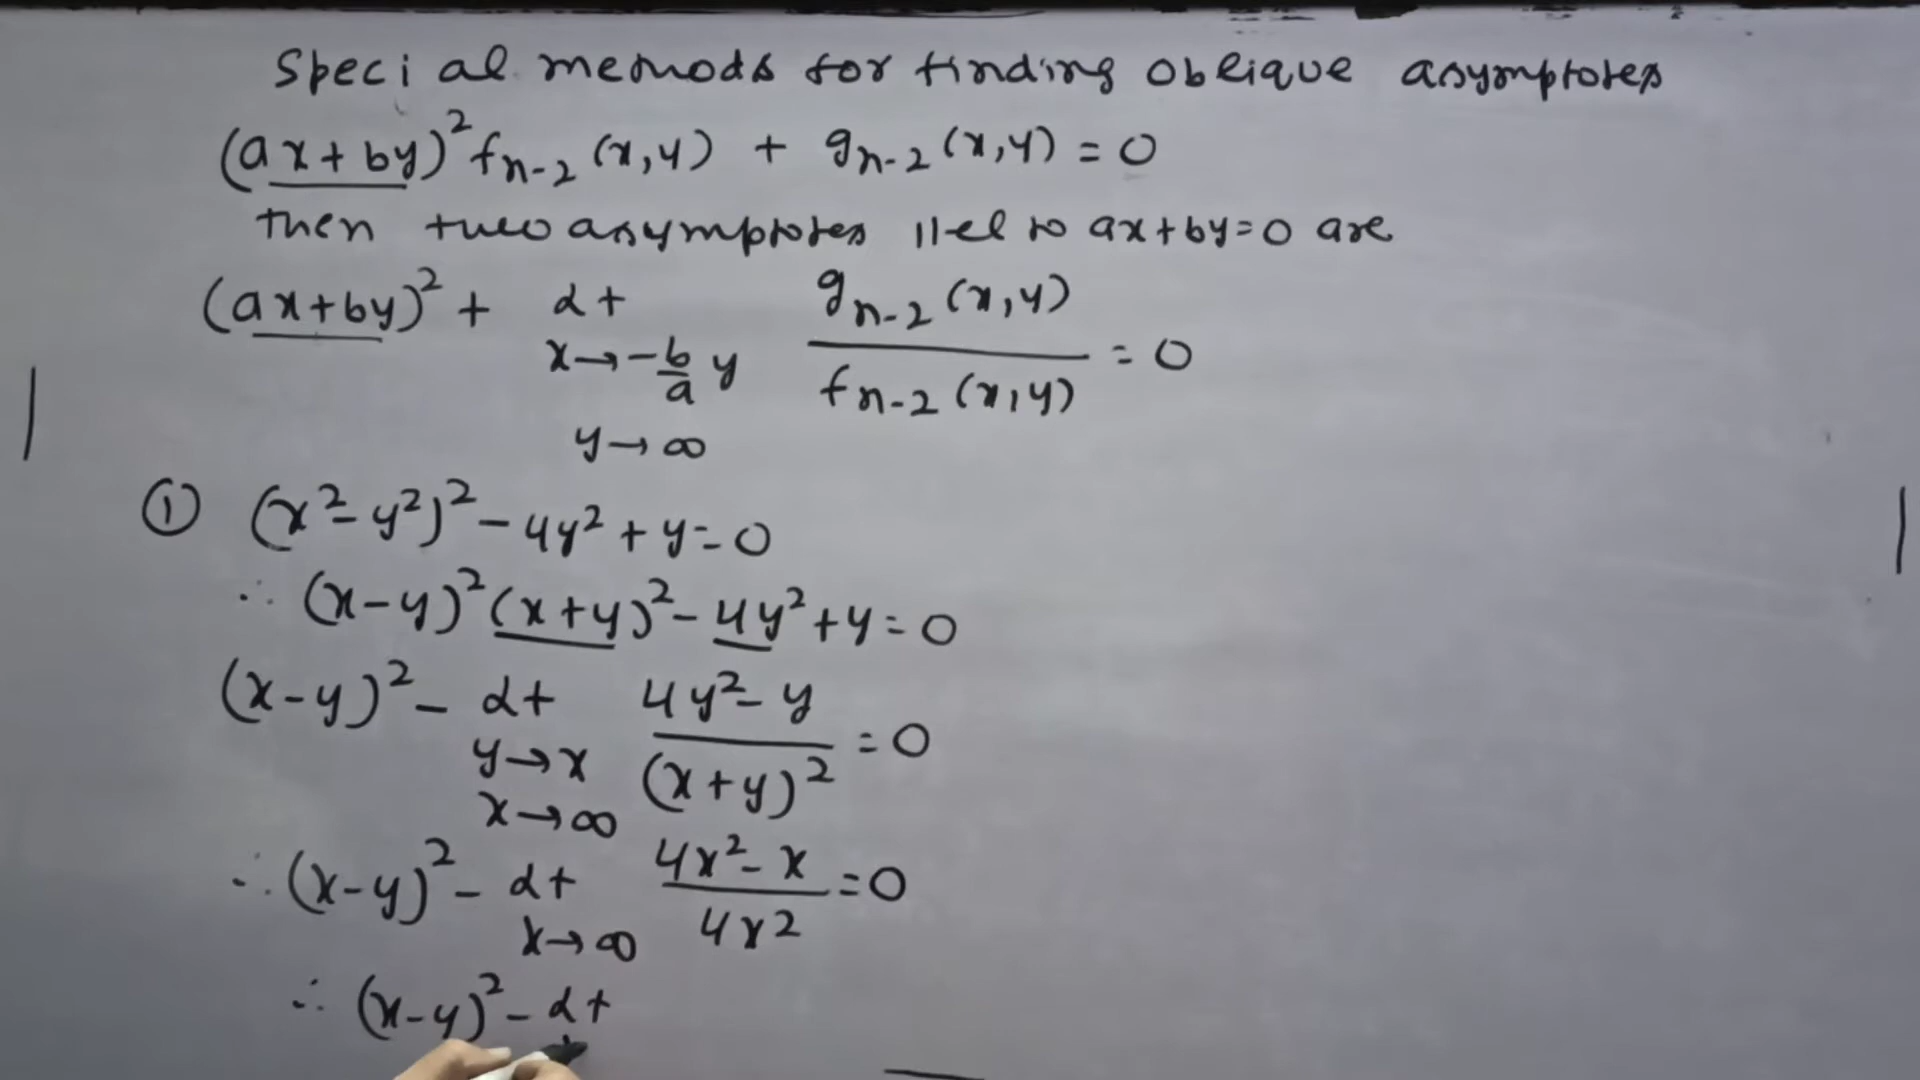 Special methods for finding oblique asymptotes
(ax+by)² fn-2 (x,y) + gn-2 (x,y) = 0
then two asymptotes llel to ax+by=0 are
(ax+by)² + lt x→-b/a y y→∞ gn-2 (x,y) / fn-2 (x,y) = 0
① (x²-y²)² - 4y² + y = 0
∴ (x-y)² (x+y)² - 4y² + y = 0
(x-y)² - lt y→x x→∞ 4y²-y / (x+y)² = 0
∴ (x-y)² - lt x→∞ 4x²-x / 4x² = 0
∴ (x-y)² - lt